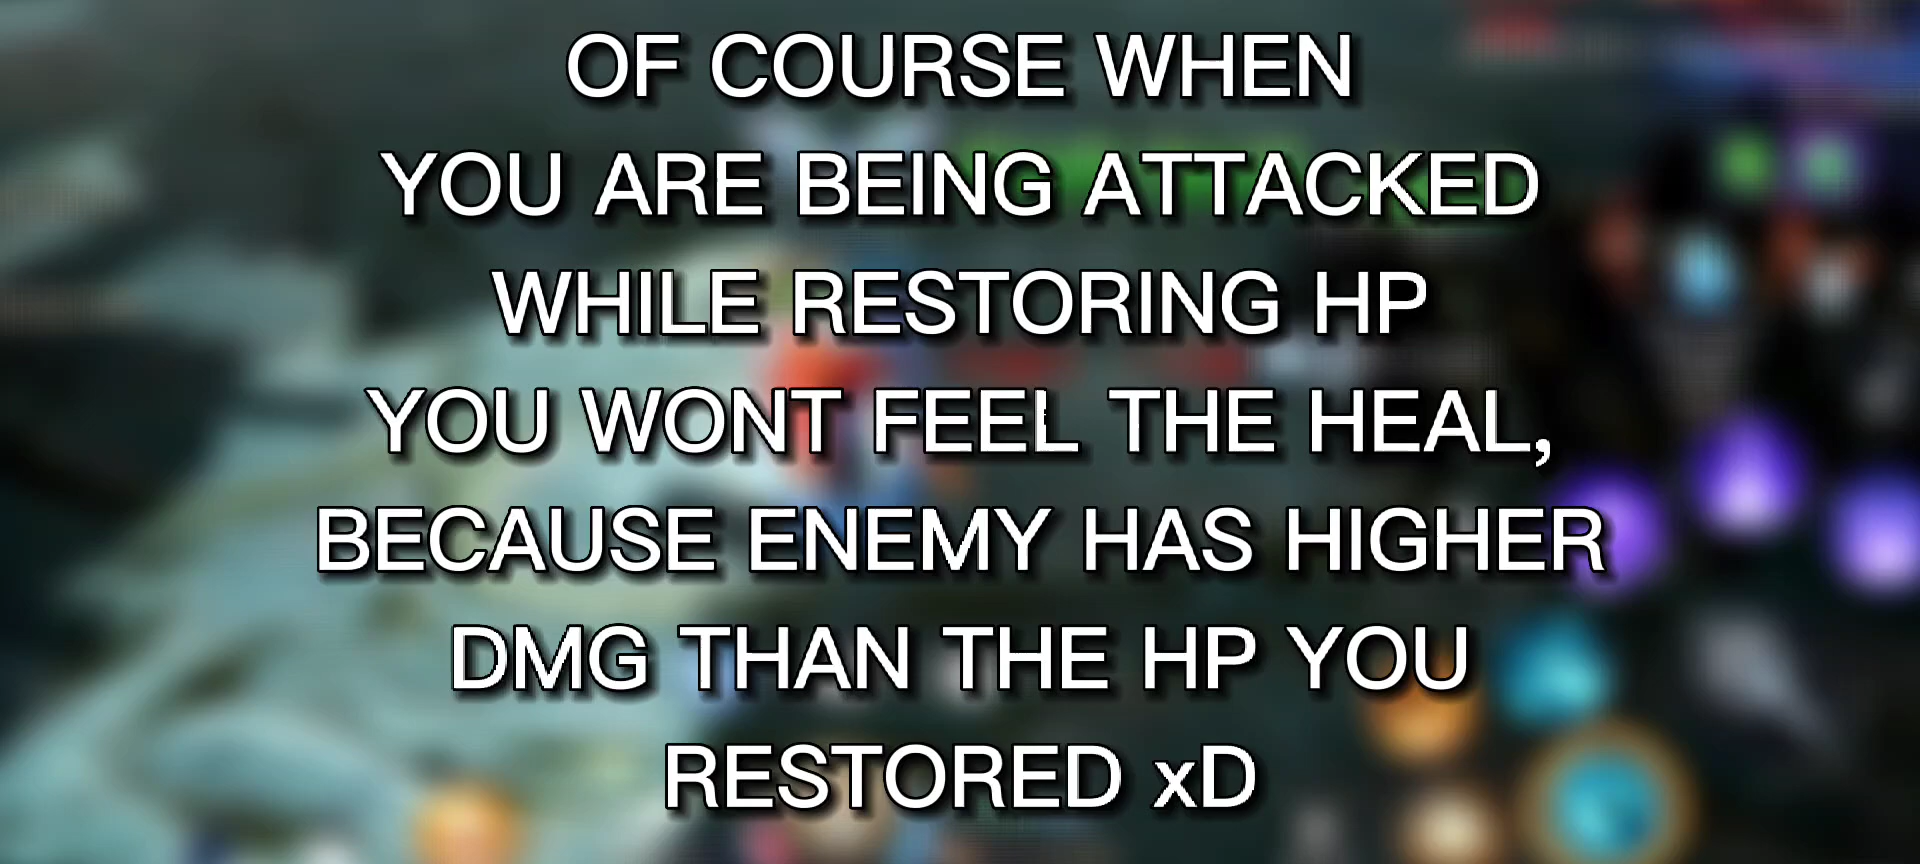 OF COURSE WHEN
YOU ARE BEING ATTACKED
WHILE RESTORING HP
YOU WONT FEEL THE HEAL,
BECAUSE ENEMY HAS HIGHER
DMG THAN THE HP YOU
RESTORED xD